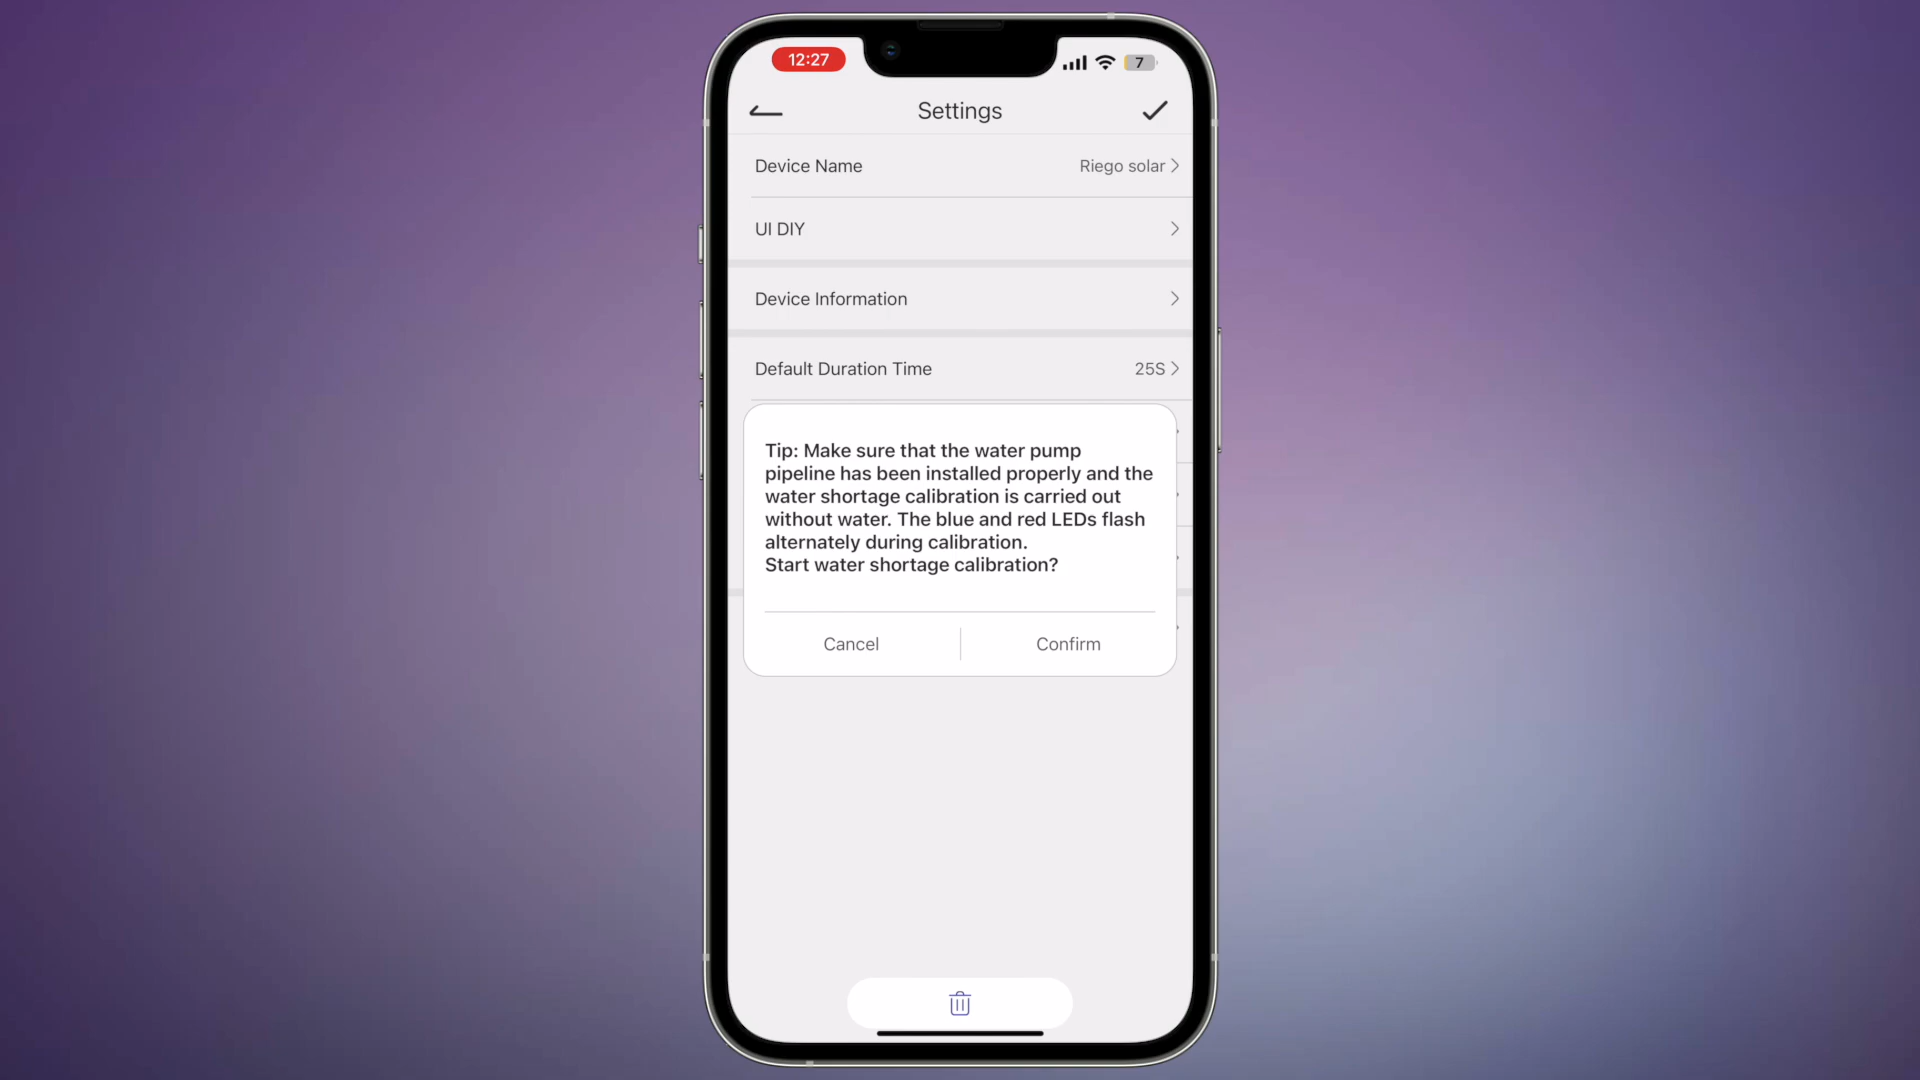 12:27
7
Settings
Device Name
Riego solar
UI DIY
Device Information
Default Duration Time
25S
Tip: Make sure that the water pump
pipeline has been installed properly and the
water shortage calibration is carried out
without water. The blue and red LEDs flash
alternately during calibration.
Start water shortage calibration?
Cancel
Confirm